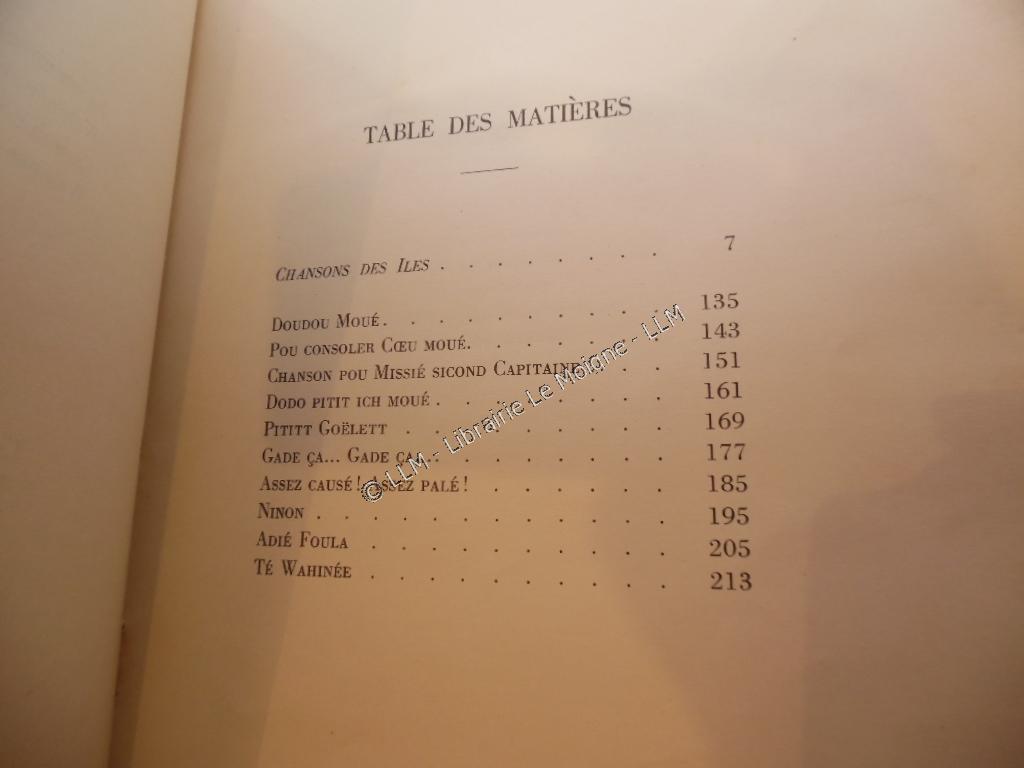 TABLE DES MATIÈRES
CHANSONS DES ILES . . . . . . . . 7
DOUDOU MOUÉ. . . . . . . . . . 135
POU CONSOLER CŒU MOUÉ. . . . . . . 143
CHANSON POU MISSIÉ SICOND CAPITAINE . . . 151
DODO PITIT ICH MOUÉ . . . . . . . . 161
PITITT GOËLETT . . . . . . . . . 169
GADE ÇA... GADE ÇA... . . . . . . . . 177
ASSEZ CAUSÉ ! ASSEZ PALÉ ! . . . . . . 185
NINON . . . . . . . . . . . . 195
ADIÉ FOULA . . . . . . . . . . . 205
TÉ WAHINÉE . . . . . . . . . . . 213
© LLM - Librairie Le Moigne - LLM